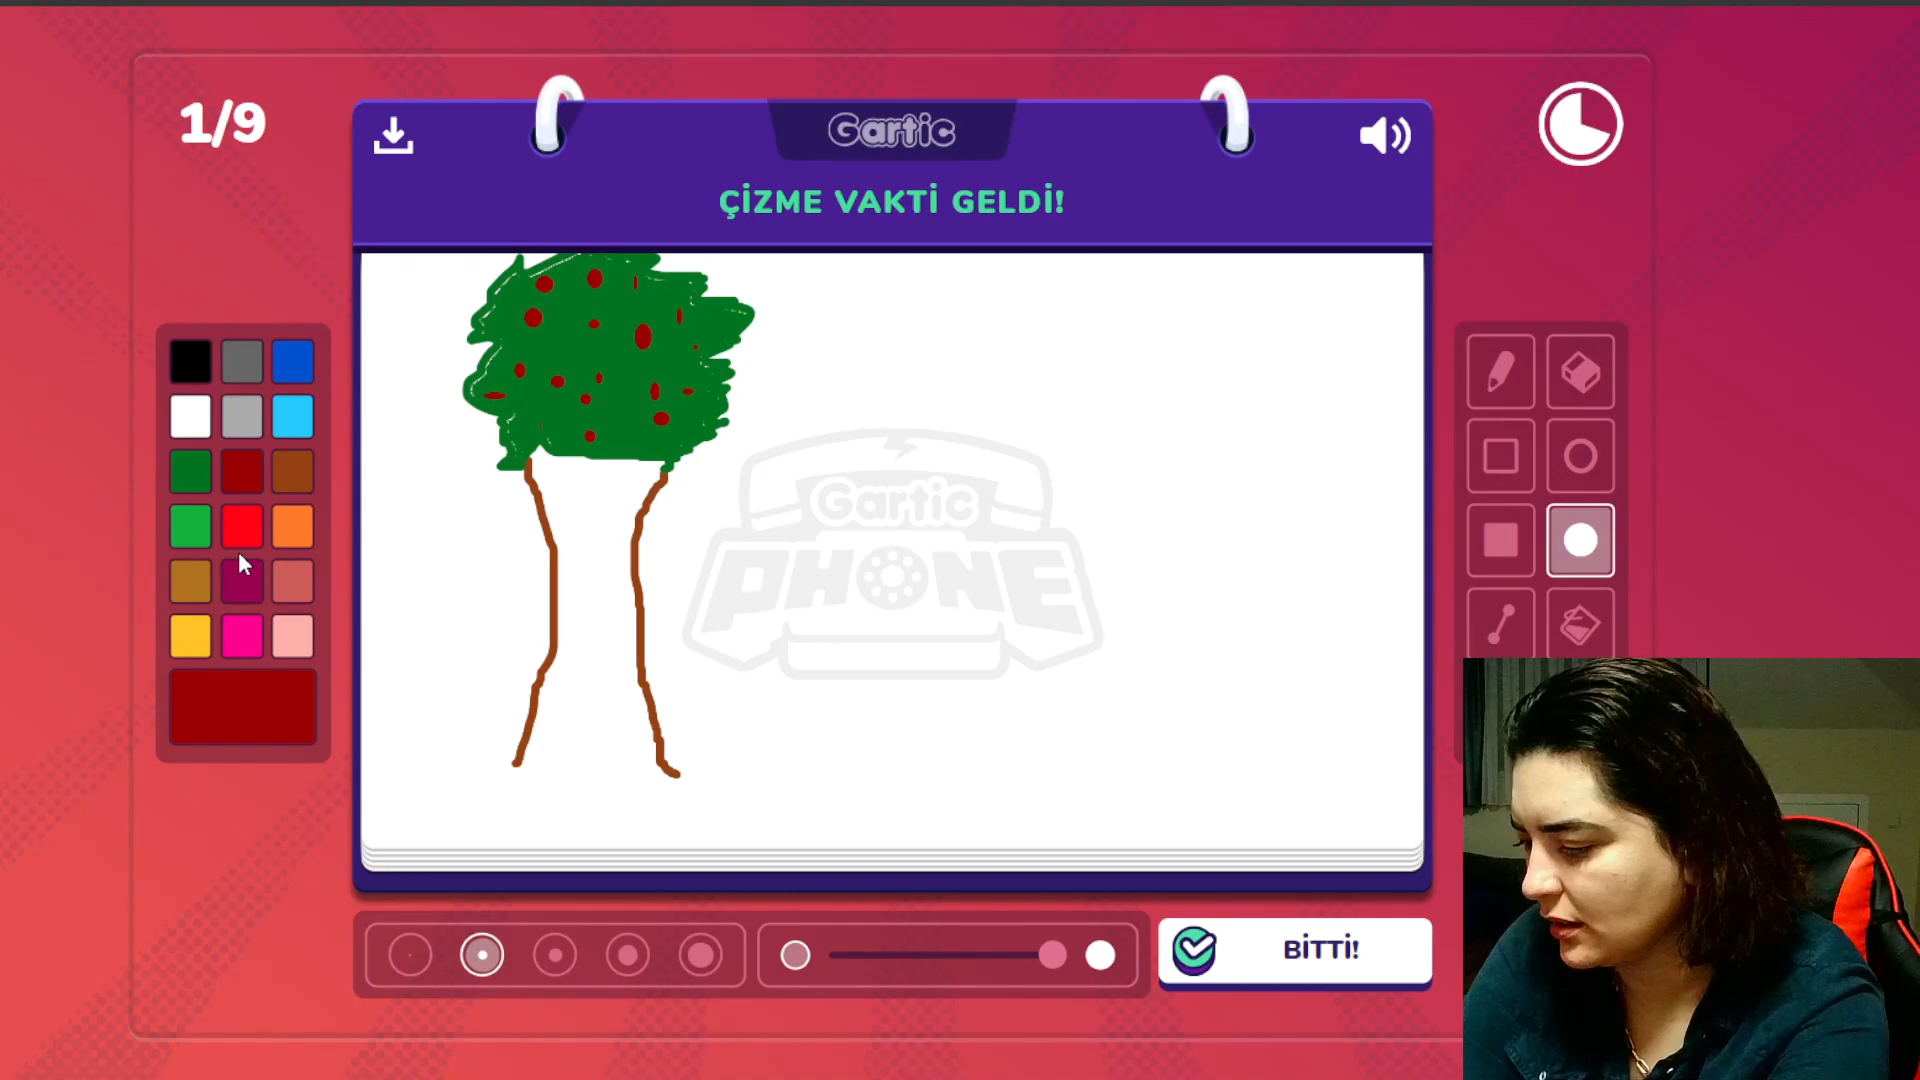 1/9
Gartic
ÇİZME VAKTİ GELDİ!
Gartic
PHONE
BİTTİ!